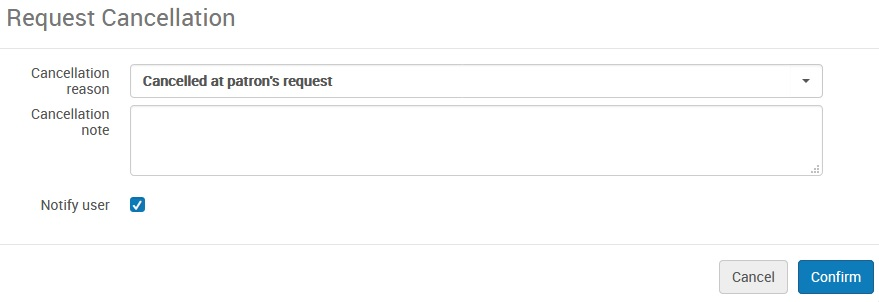 Request Cancellation
Cancellation
reason
Cancelled at patron's request
Cancellation
note
Notify user
Cancel
Confirm